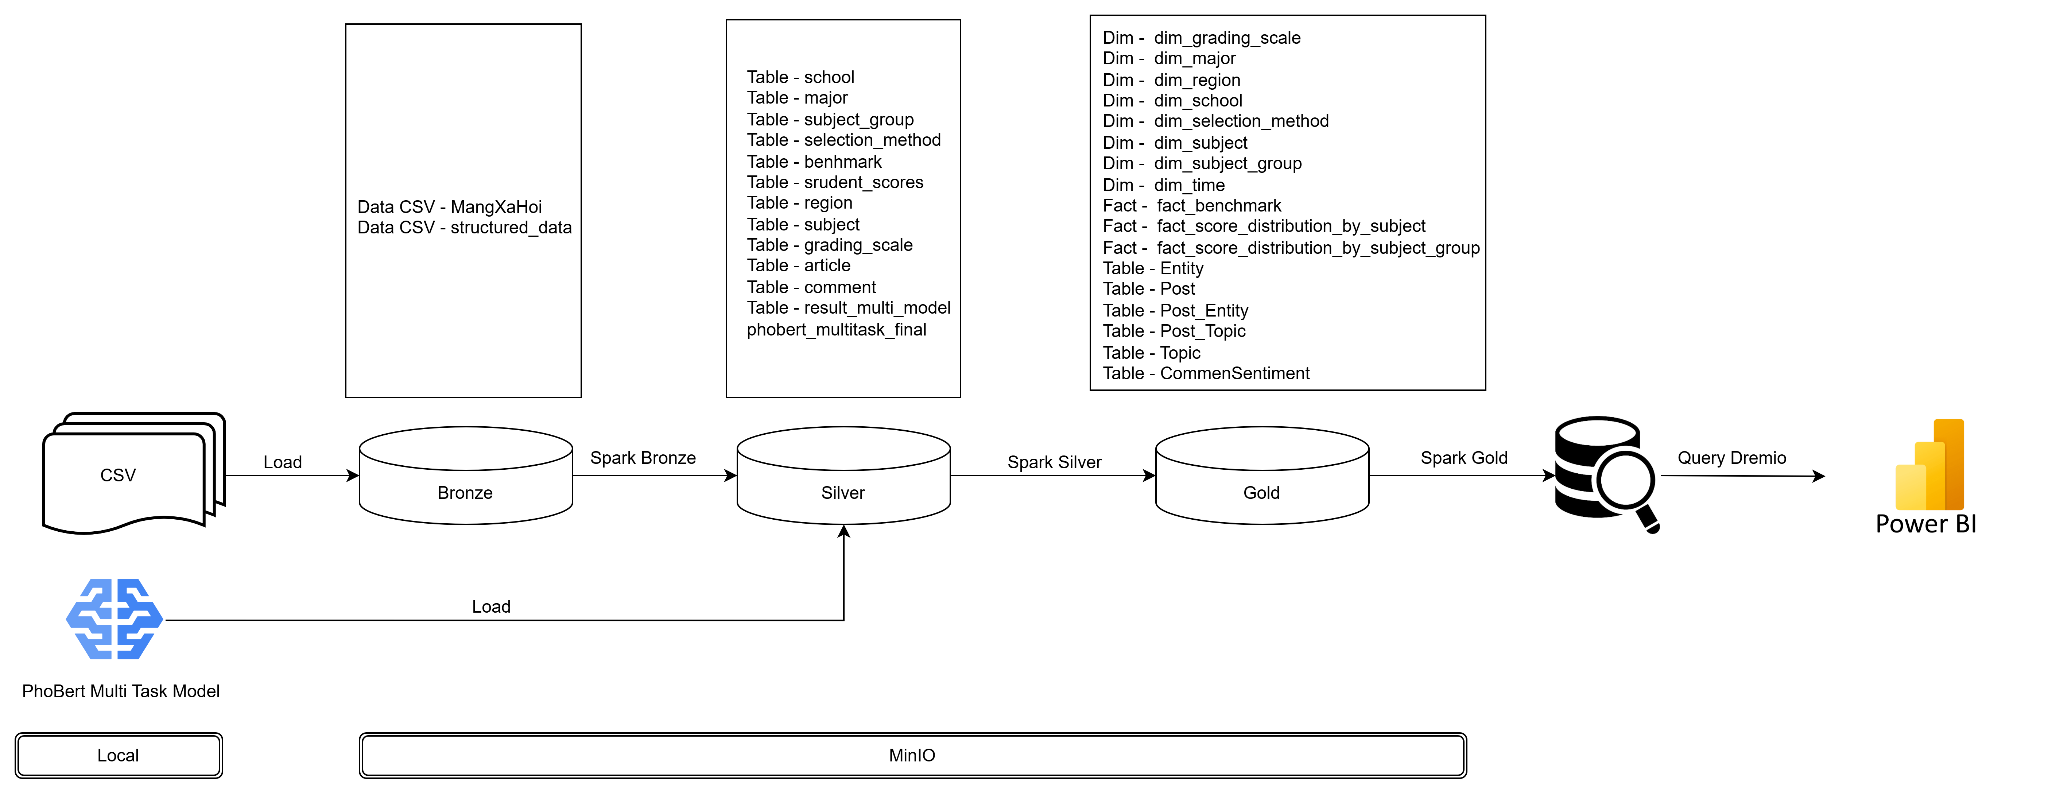 Data CSV - MangXaHoi
Data CSV - structured_data
Table - school
Table - major
Table - subject_group
Table - selection_method
Table - benhmark
Table - srudent_scores
Table - region
Table - subject
Table - grading_scale
Table - article
Table - comment
Table - result_multi_model
phobert_multitask_final
Dim - dim_grading_scale
Dim - dim_major
Dim - dim_region
Dim - dim_school
Dim - dim_selection_method
Dim - dim_subject
Dim - dim_subject_group
Dim - dim_time
Fact - fact_benchmark
Fact - fact_score_distribution_by_subject
Fact - fact_score_distribution_by_subject_group
Table - Entity
Table - Post
Table - Post_Entity
Table - Post_Topic
Table - Topic
Table - CommenSentiment
CSV
Load
Bronze
Spark Bronze
Silver
Spark Silver
Gold
Spark Gold
Query Dremio
Power BI
Load
PhoBert Multi Task Model
Local
MinIO